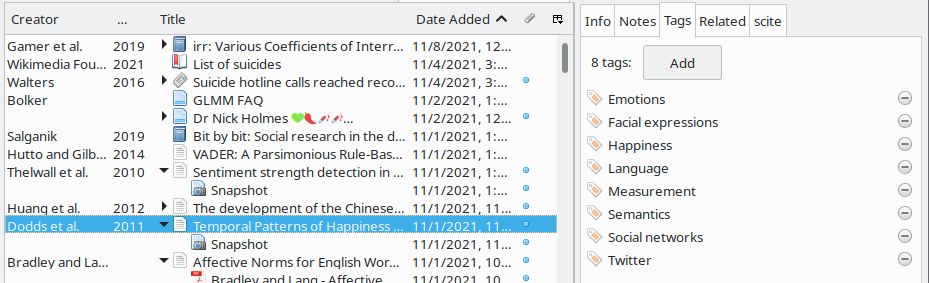 Creator ... Title Date Added
Gamer et al. 2019 irr: Various Coefficients of Interr... 11/8/2021, 12...
Wikimedia Fou... 2021 List of suicides 11/4/2021, 3:...
Walters 2016 Suicide hotline calls reached reco... 11/4/2021, 3:...
Bolker GLMM FAQ 11/2/2021, 1:...
Dr Nick Holmes 💚🌶️💉💉... 11/2/2021, 12...
Salganik 2019 Bit by bit: Social research in the d... 11/1/2021, 1:...
Hutto and Gilb... 2014 VADER: A Parsimonious Rule-Bas... 11/1/2021, 1:...
Thelwall et al. 2010 Sentiment strength detection in ... 11/1/2021, 1:...
Snapshot 11/1/2021, 1:...
Huang et al. 2012 The development of the Chinese... 11/1/2021, 11...
Dodds et al. 2011 Temporal Patterns of Happiness ... 11/1/2021, 11...
Snapshot 11/1/2021, 11...
Bradley and La... Affective Norms for English Wor... 11/1/2021, 10...
Bradley and Lang - Affective 11/1/2021, 10
Info Notes Tags Related scite
8 tags: Add
Emotions
Facial expressions
Happiness
Language
Measurement
Semantics
Social networks
Twitter